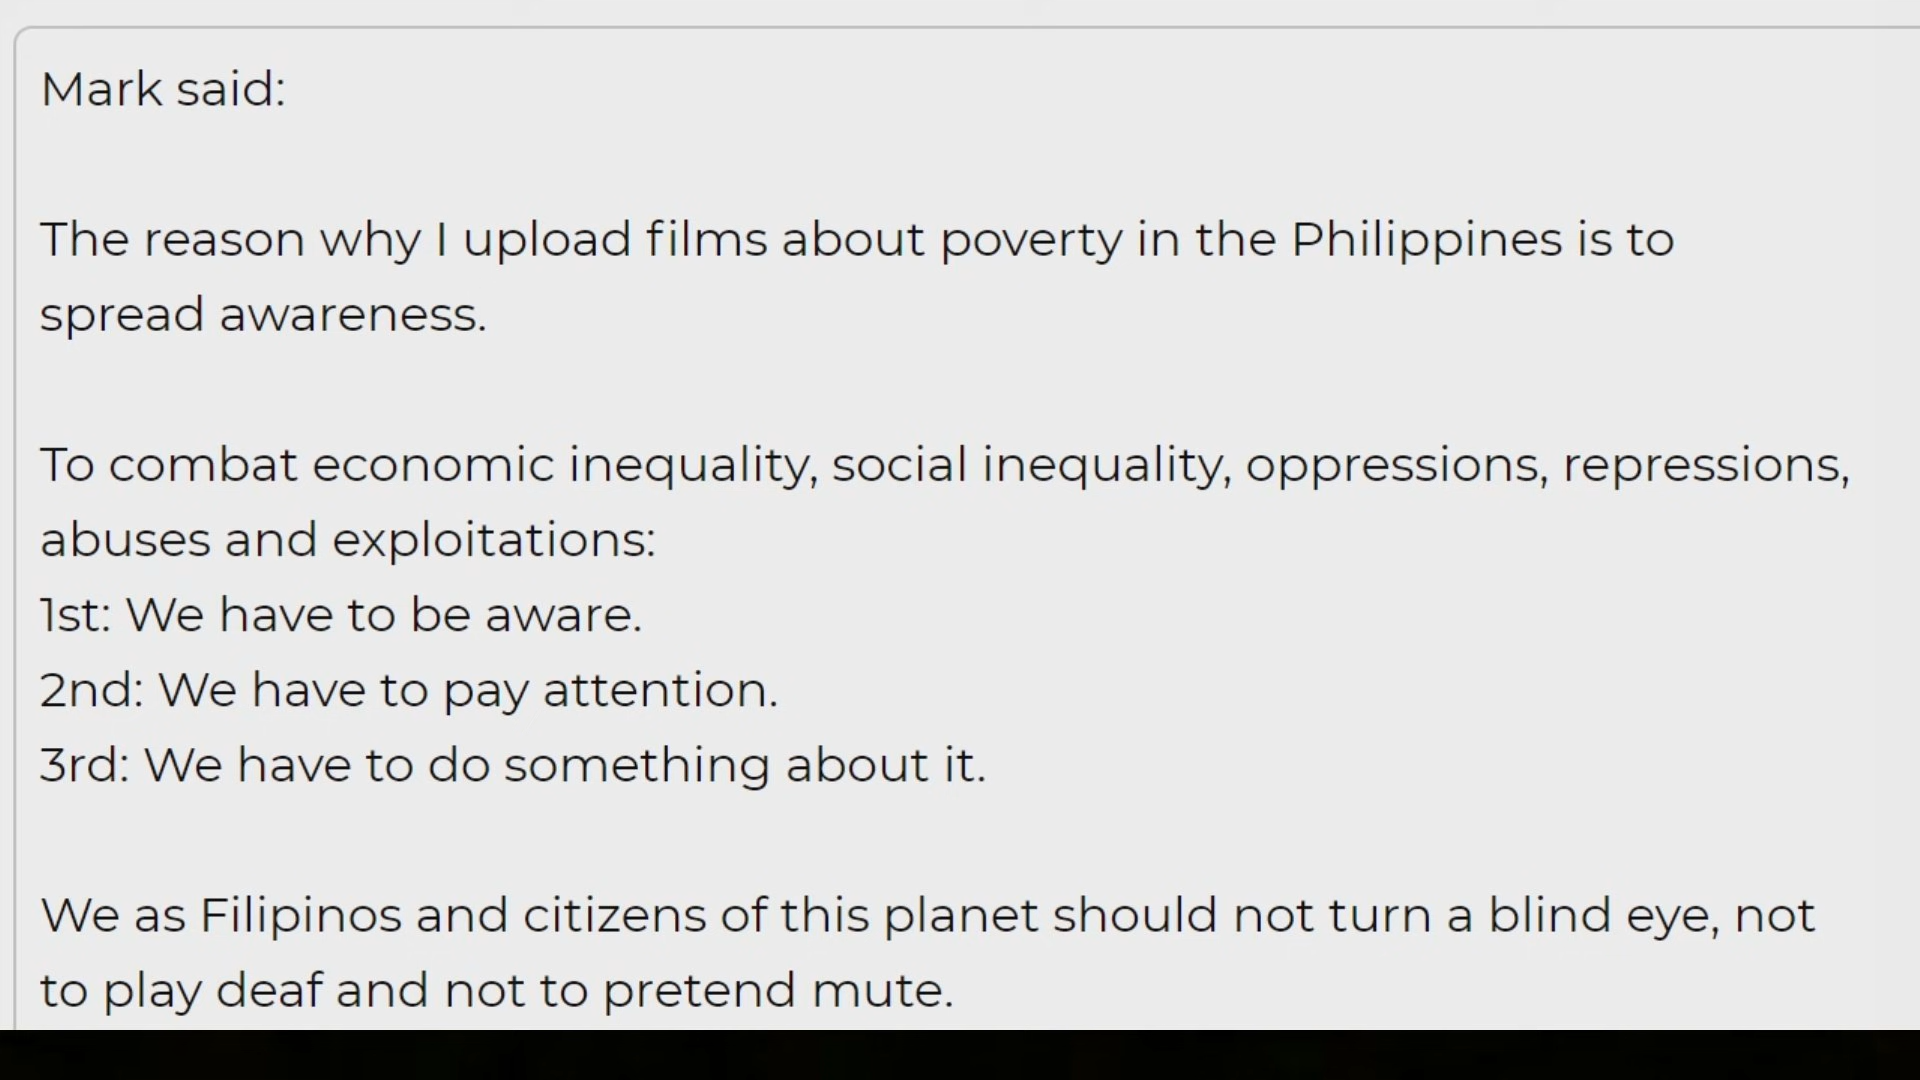 Mark said:
The reason why I upload films about poverty in the Philippines is to
spread awareness.
To combat economic inequality, social inequality, oppressions, repressions,
abuses and exploitations:
1st: We have to be aware.
2nd: We have to pay attention.
3rd: We have to do something about it.
We as Filipinos and citizens of this planet should not turn a blind eye, not
to play deaf and not to pretend mute.